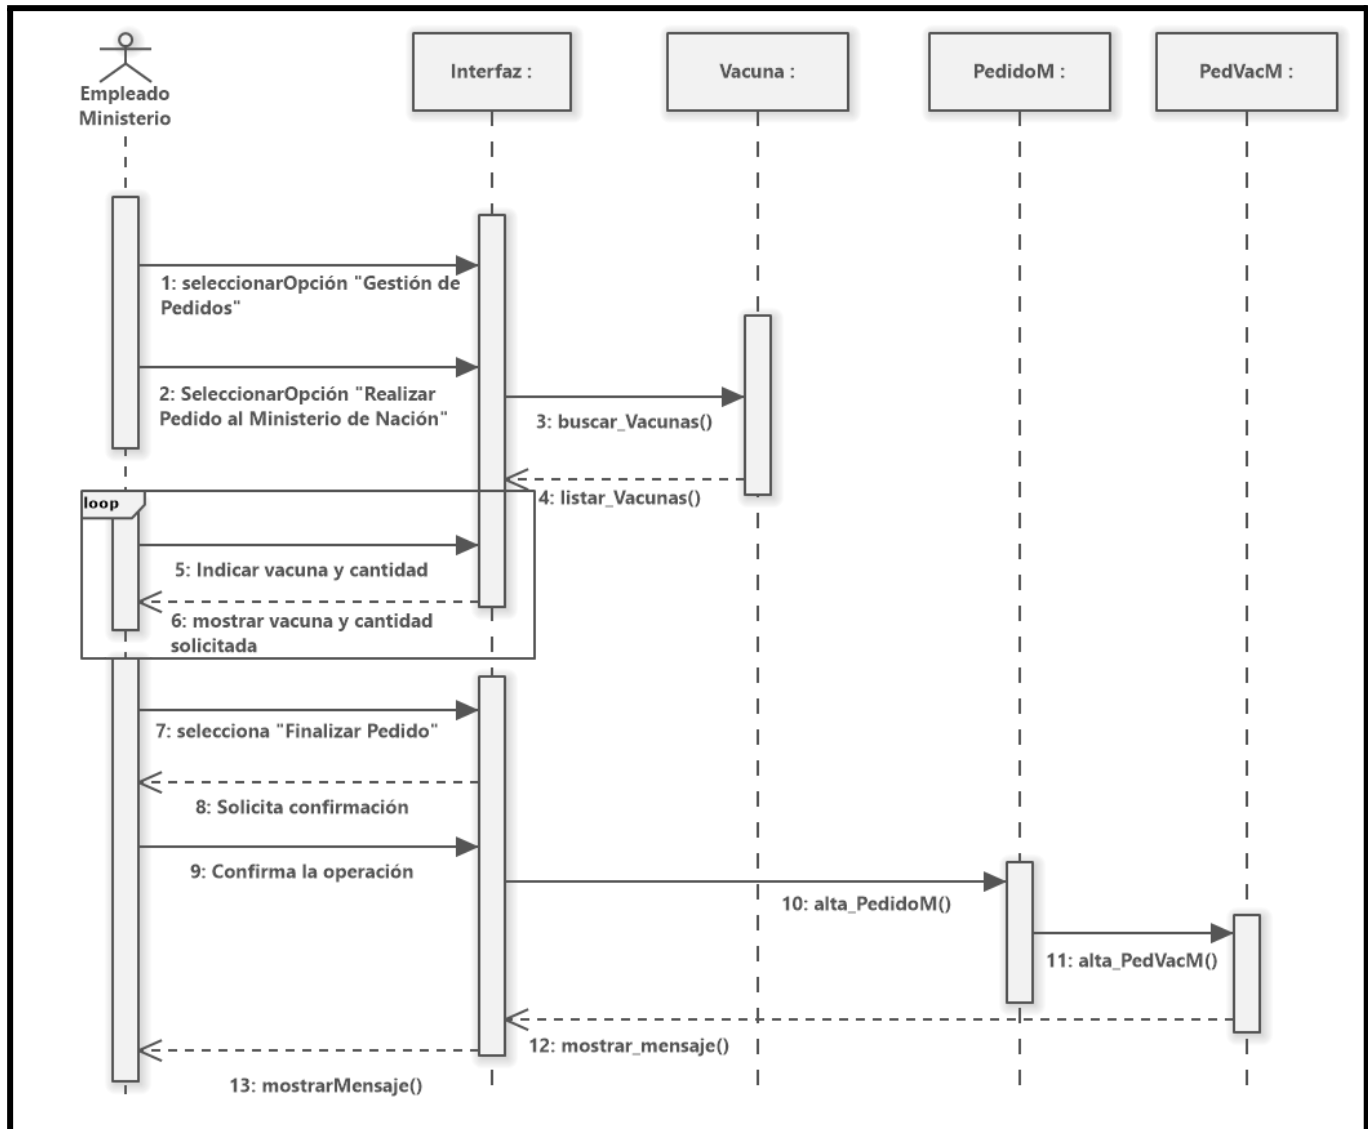 Empleado
Ministerio
Interfaz :
Vacuna :
PedidoM :
PedVacM :
1: seleccionarOpción "Gestión de
Pedidos"
2: SeleccionarOpción "Realizar
Pedido al Ministerio de Nación"
3: buscar_Vacunas()
4: listar_Vacunas()
loop
5: Indicar vacuna y cantidad
6: mostrar vacuna y cantidad
solicitada
7: selecciona "Finalizar Pedido"
8: Solicita confirmación
9: Confirma la operación
10: alta_PedidoM()
11: alta_PedVacM()
12: mostrar_mensaje()
13: mostrarMensaje()